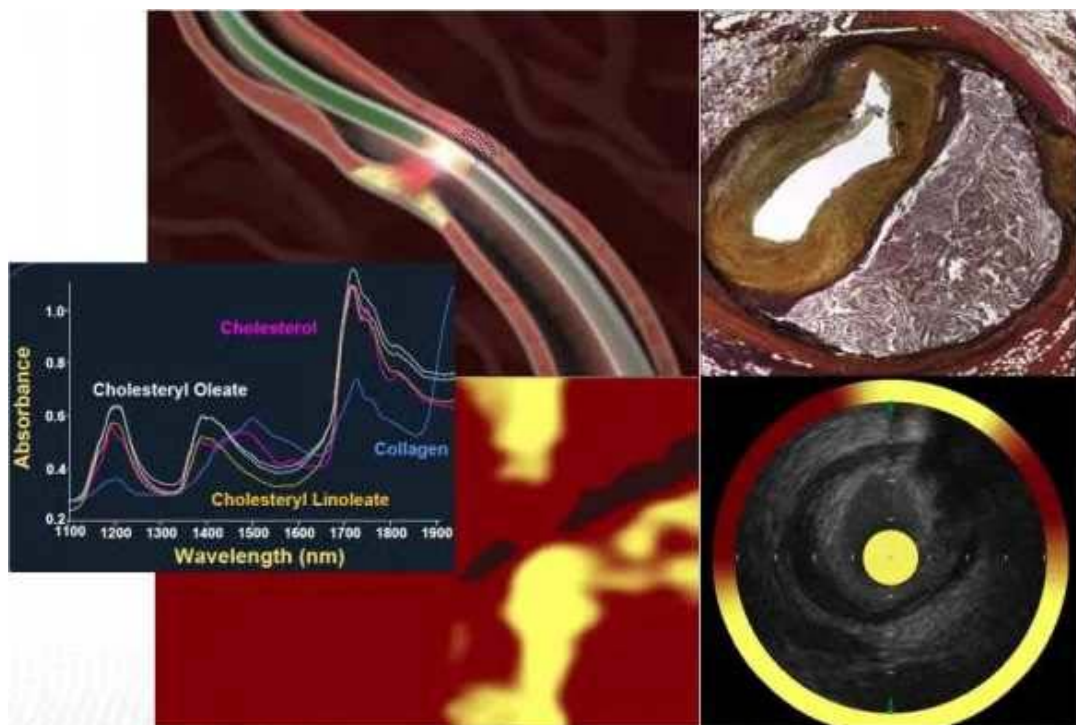 Absorbance
1.0
0.8
0.6
0.4
0.2
Cholesterol
Cholesteryl Oleate
Collagen
Cholesteryl Linoleate
1100 1200 1300 1400 1500 1600 1700 1800 1900
Wavelength (nm)